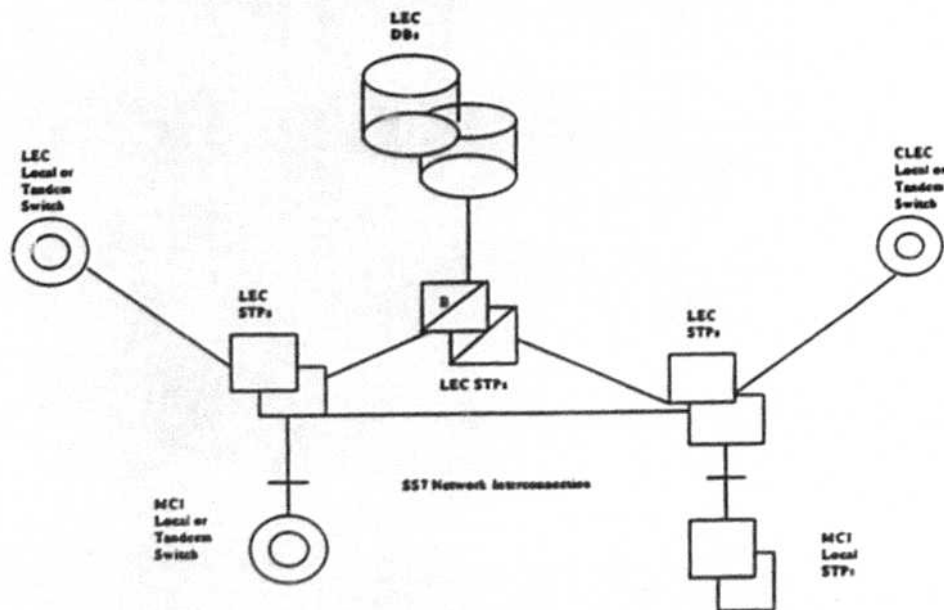 LEC
DBs
LEC
Local or
Tandem
Switch
CLEC
Local or
Tandem
Switch
LEC
STPs
B
LEC
STPs
LEC STPs
SS7 Network Interconnection
MCI
Local or
Tandem
Switch
MCI
Local
STPs